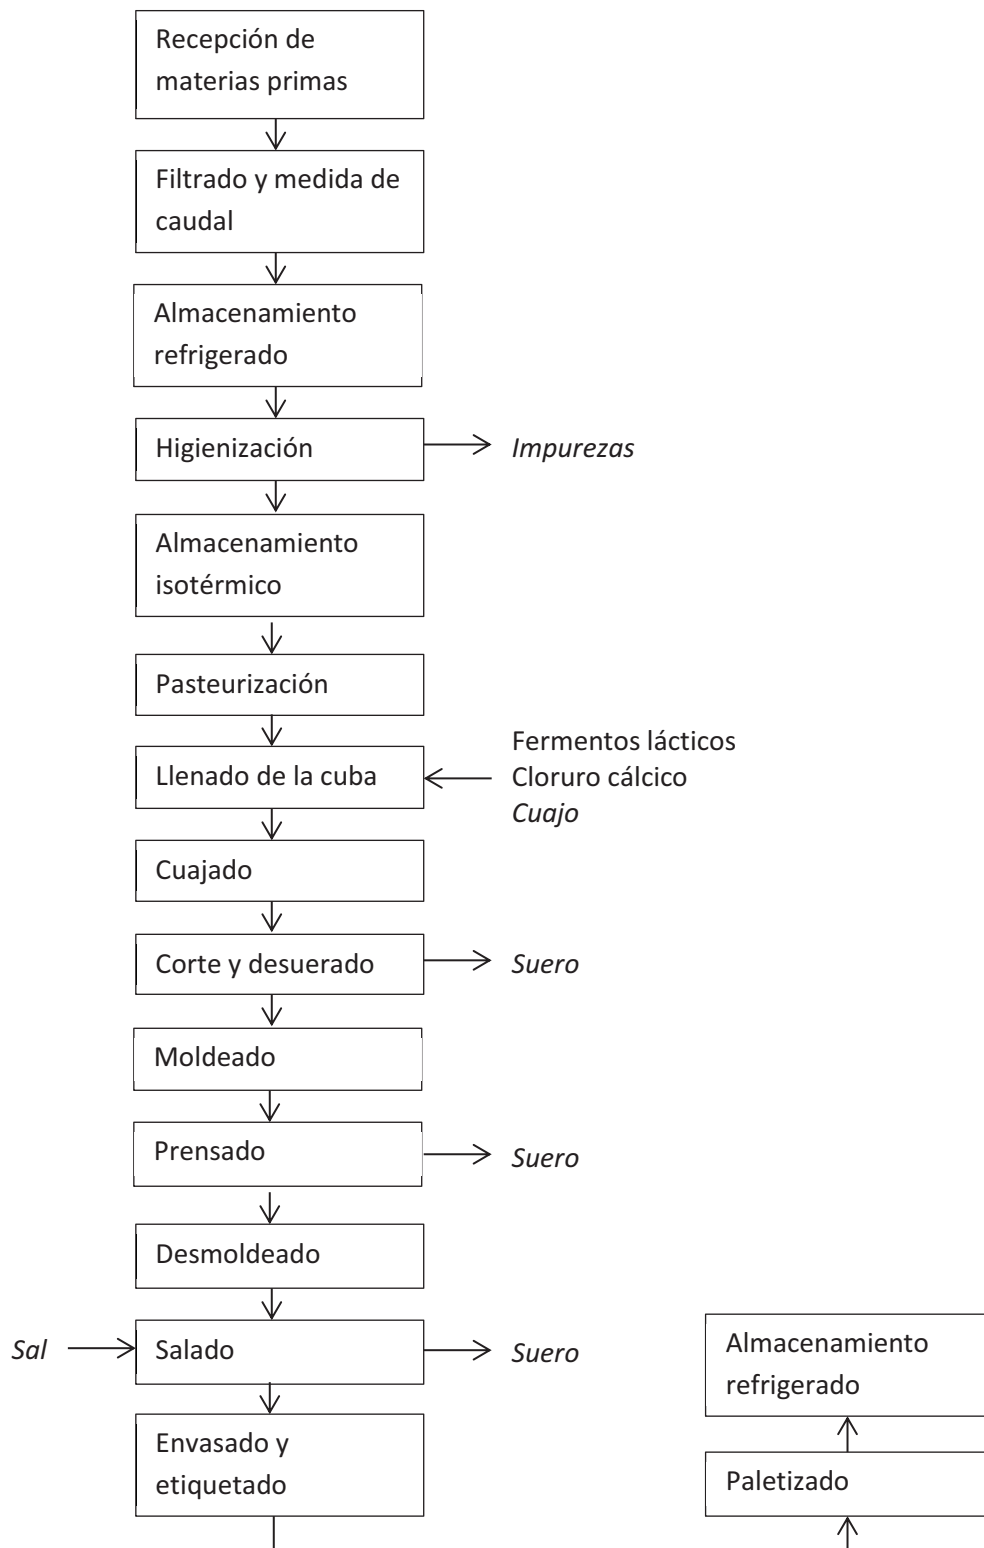 Recepción de
materias primas
Filtrado y medida de
caudal
Almacenamiento
refrigerado
Higienización
Impurezas
Almacenamiento
isotérmico
Pasteurización
Fermentos lácticos
Llenado de la cuba
Cloruro cálcico
Cuajo
Cuajado
Corte y desuerado
Suero
Moldeado
Prensado
Suero
Desmoldeado
Sal
Salado
Suero
Envasado y
etiquetado
Almacenamiento
refrigerado
Paletizado